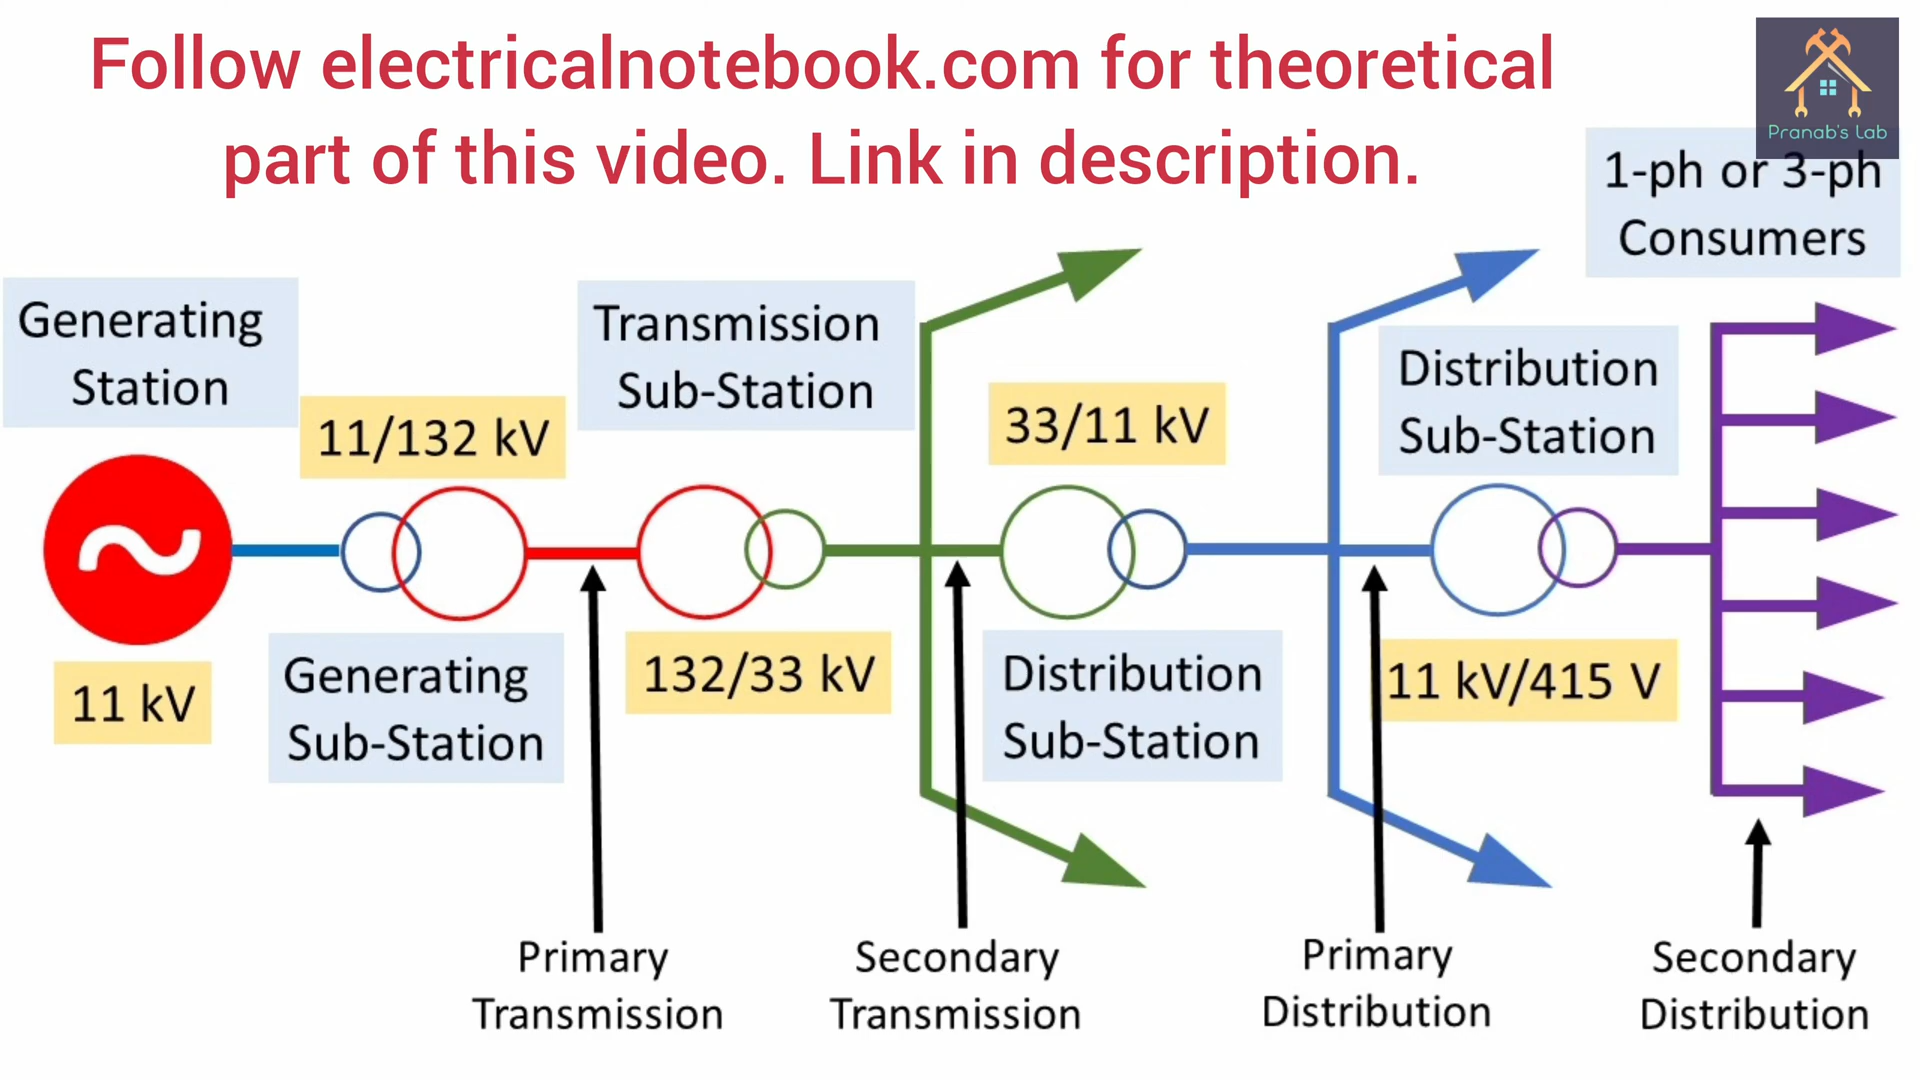 Follow electricalnotebook.com for theoretical
part of this video. Link in description.
Pranab's Lab
1-ph or 3-ph
Consumers
Generating
Station
11/132 kV
Transmission
Sub-Station
33/11 kV
Distribution
Sub-Station
11 kV
Generating
Sub-Station
132/33 kV
Distribution
Sub-Station
11 kV/415 V
Primary
Transmission
Secondary
Transmission
Primary
Distribution
Secondary
Distribution